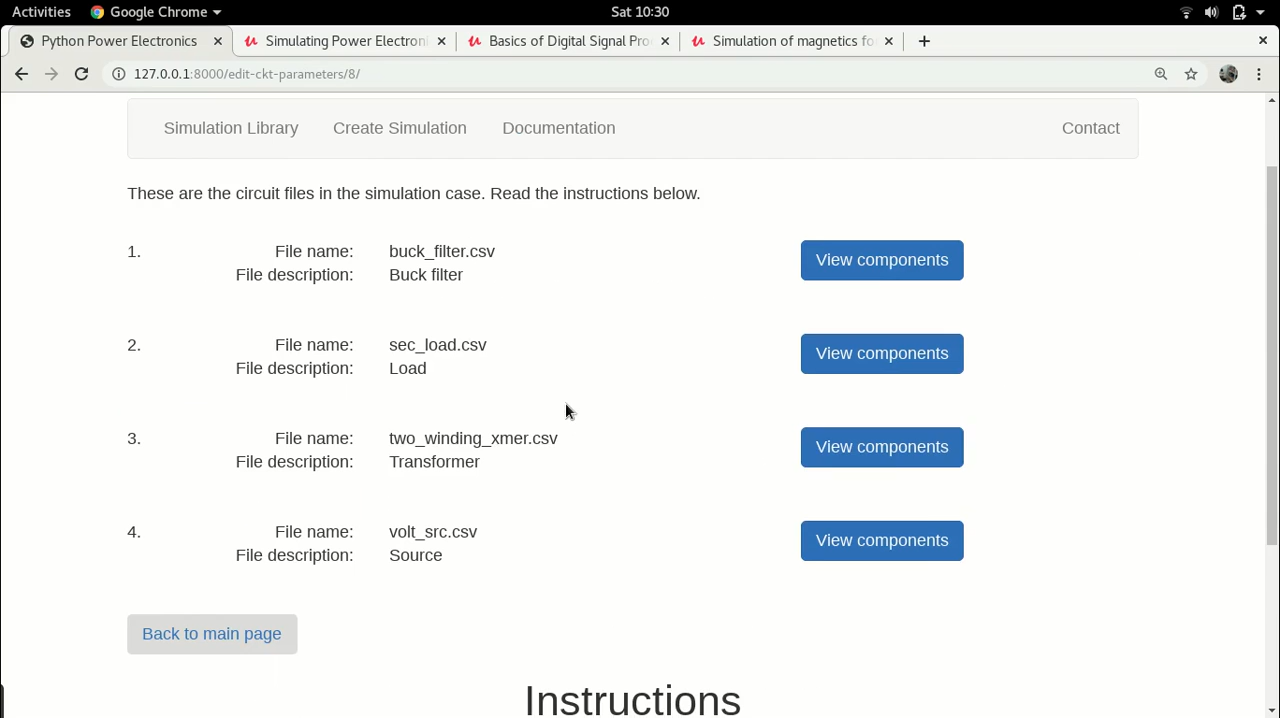 Activities
Google Chrome
Sat 10:30
Python Power Electronics
Simulating Power Electroni
Basics of Digital Signal Pro
Simulation of magnetics fo
127.0.0.1:8000/edit-ckt-parameters/8/
Simulation Library
Create Simulation
Documentation
Contact
These are the circuit files in the simulation case. Read the instructions below.
1. File name: buck_filter.csv
File description: Buck filter
View components
2. File name: sec_load.csv
File description: Load
View components
3. File name: two_winding_xmer.csv
File description: Transformer
View components
4. File name: volt_src.csv
File description: Source
View components
Back to main page
Instructions